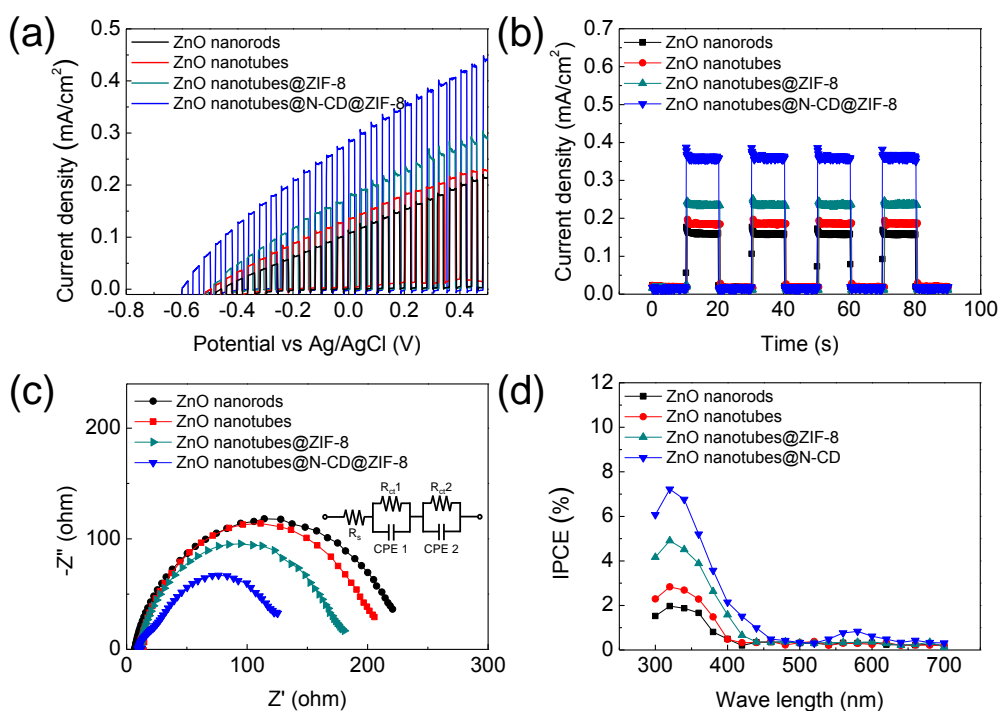 (a)
0.5
0.4
0.3
0.2
0.1
0.0
Current density (mA/cm²)
ZnO nanorods
ZnO nanotubes
ZnO nanotubes@ZIF-8
ZnO nanotubes@N-CD@ZIF-8
-0.8 -0.6 -0.4 -0.2 0.0 0.2 0.4
Potential vs Ag/AgCl (V)
(b)
0.7
0.6
0.5
0.4
0.3
0.2
0.1
0.0
Current density (mA/cm²)
ZnO nanorods
ZnO nanotubes
ZnO nanotubes@ZIF-8
ZnO nanotubes@N-CD@ZIF-8
0 20 40 60 80 100
Time (s)
(c)
200
100
0
-Z" (ohm)
ZnO nanorods
ZnO nanotubes
ZnO nanotubes@ZIF-8
ZnO nanotubes@N-CD@ZIF-8
Rct1 Rct2
Rs
CPE 1 CPE 2
0 100 200 300
Z' (ohm)
(d)
12
10
8
6
4
2
0
IPCE (%)
ZnO nanorods
ZnO nanotubes
ZnO nanotubes@ZIF-8
ZnO nanotubes@N-CD
300 400 500 600 700
Wave length (nm)